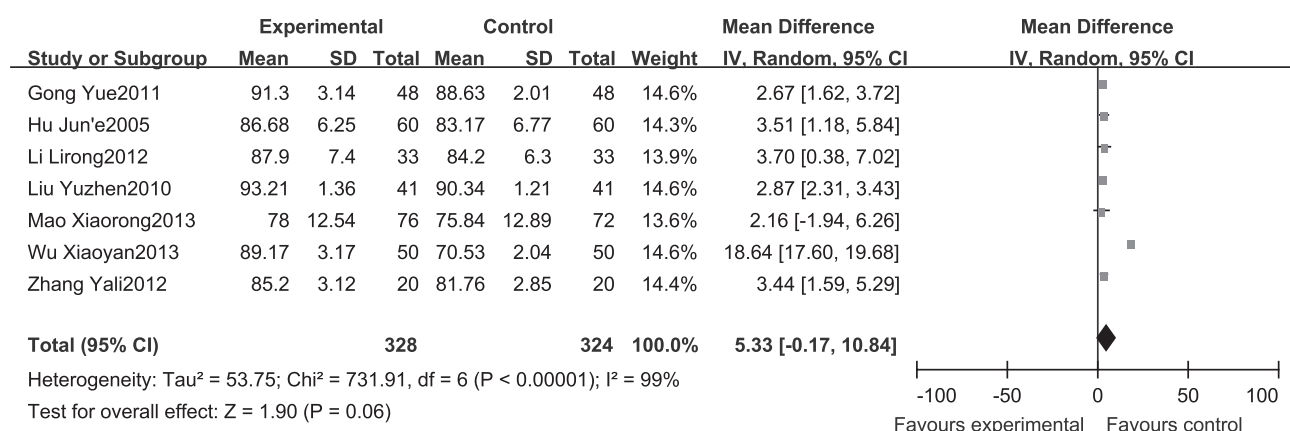 Experimental Control Mean Difference Mean Difference
Study or Subgroup Mean SD Total Mean SD Total Weight IV, Random, 95% CI IV, Random, 95% CI
Gong Yue2011 91.3 3.14 48 88.63 2.01 48 14.6% 2.67 [1.62, 3.72]
Hu Jun'e2005 86.68 6.25 60 83.17 6.77 60 14.3% 3.51 [1.18, 5.84]
Li Lirong2012 87.9 7.4 33 84.2 6.3 33 13.9% 3.70 [0.38, 7.02]
Liu Yuzhen2010 93.21 1.36 41 90.34 1.21 41 14.6% 2.87 [2.31, 3.43]
Mao Xiaorong2013 78 12.54 76 75.84 12.89 72 13.6% 2.16 [-1.94, 6.26]
Wu Xiaoyan2013 89.17 3.17 50 70.53 2.04 50 14.6% 18.64 [17.60, 19.68]
Zhang Yali2012 85.2 3.12 20 81.76 2.85 20 14.4% 3.44 [1.59, 5.29]
Total (95% CI) 328 324 100.0% 5.33 [-0.17, 10.84]
Heterogeneity: Tau² = 53.75; Chi² = 731.91, df = 6 (P < 0.00001); I² = 99%
Test for overall effect: Z = 1.90 (P = 0.06)
-100 -50 0 50 100
Favours experimental Favours control